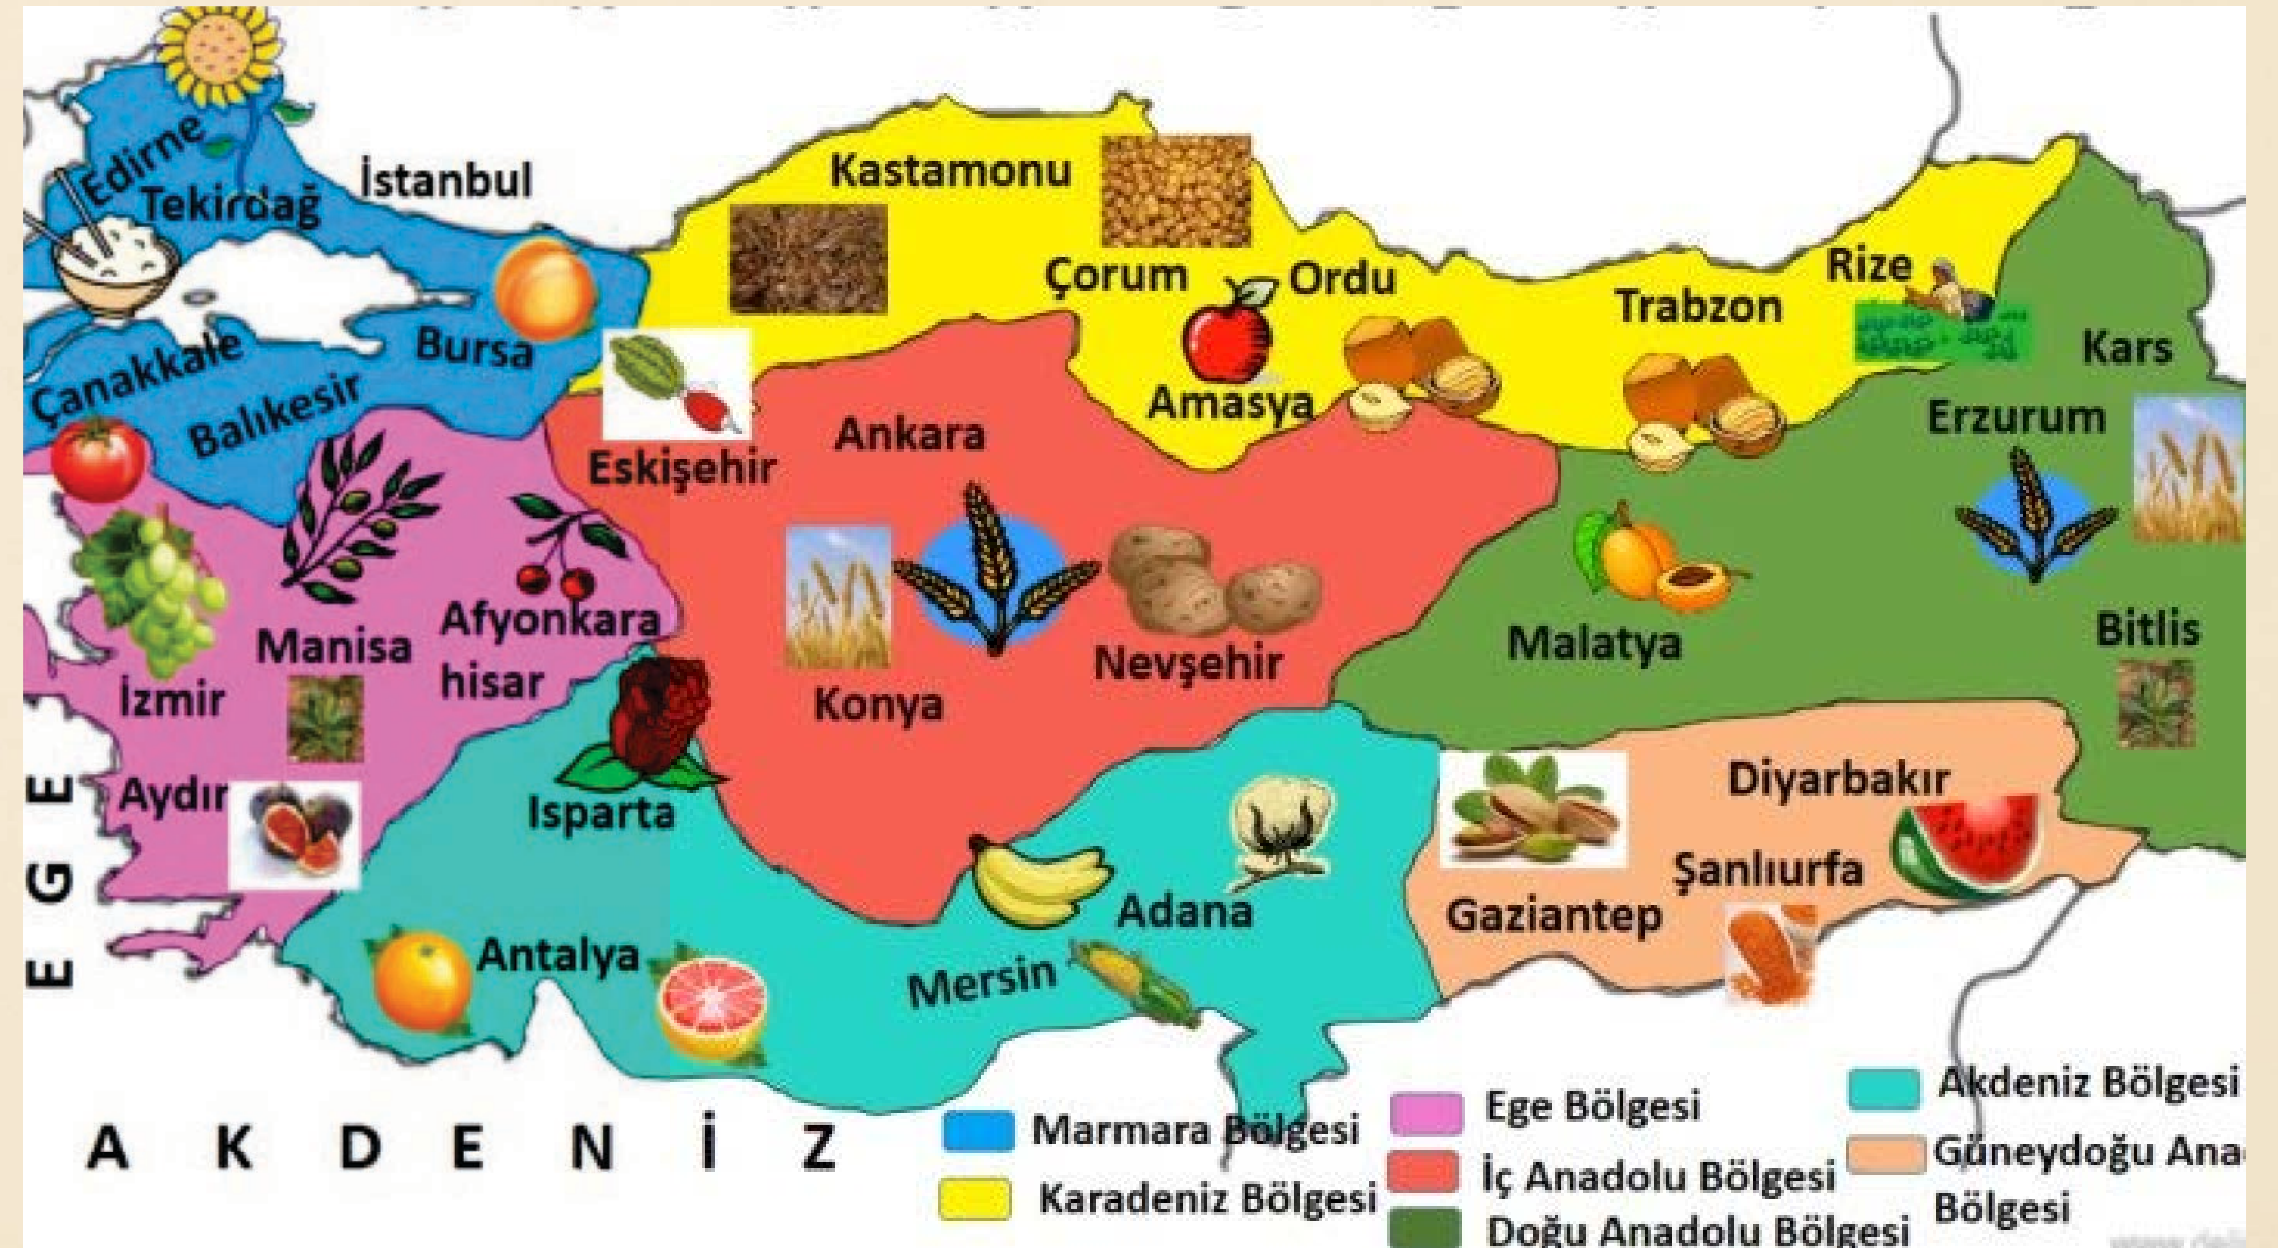 Edirne
Tekirdağ
İstanbul
Kastamonu
Çorum
Ordu
Trabzon
Rize
Kars
Çanakkale
Balıkesir
Bursa
Amasya
Erzurum
Eskişehir
Ankara
Afyonkara
hisar
Manisa
İzmir
Konya
Nevşehir
Malatya
Bitlis
Aydın
Isparta
Diyarbakır
Şanlıurfa
Gaziantep
Adana
Antalya
Mersin
E G E
A K D E N İ Z
Marmara Bölgesi
Karadeniz Bölgesi
Ege Bölgesi
İç Anadolu Bölgesi
Doğu Anadolu Bölgesi
Akdeniz Bölgesi
Güneydoğu Ana
Bölgesi